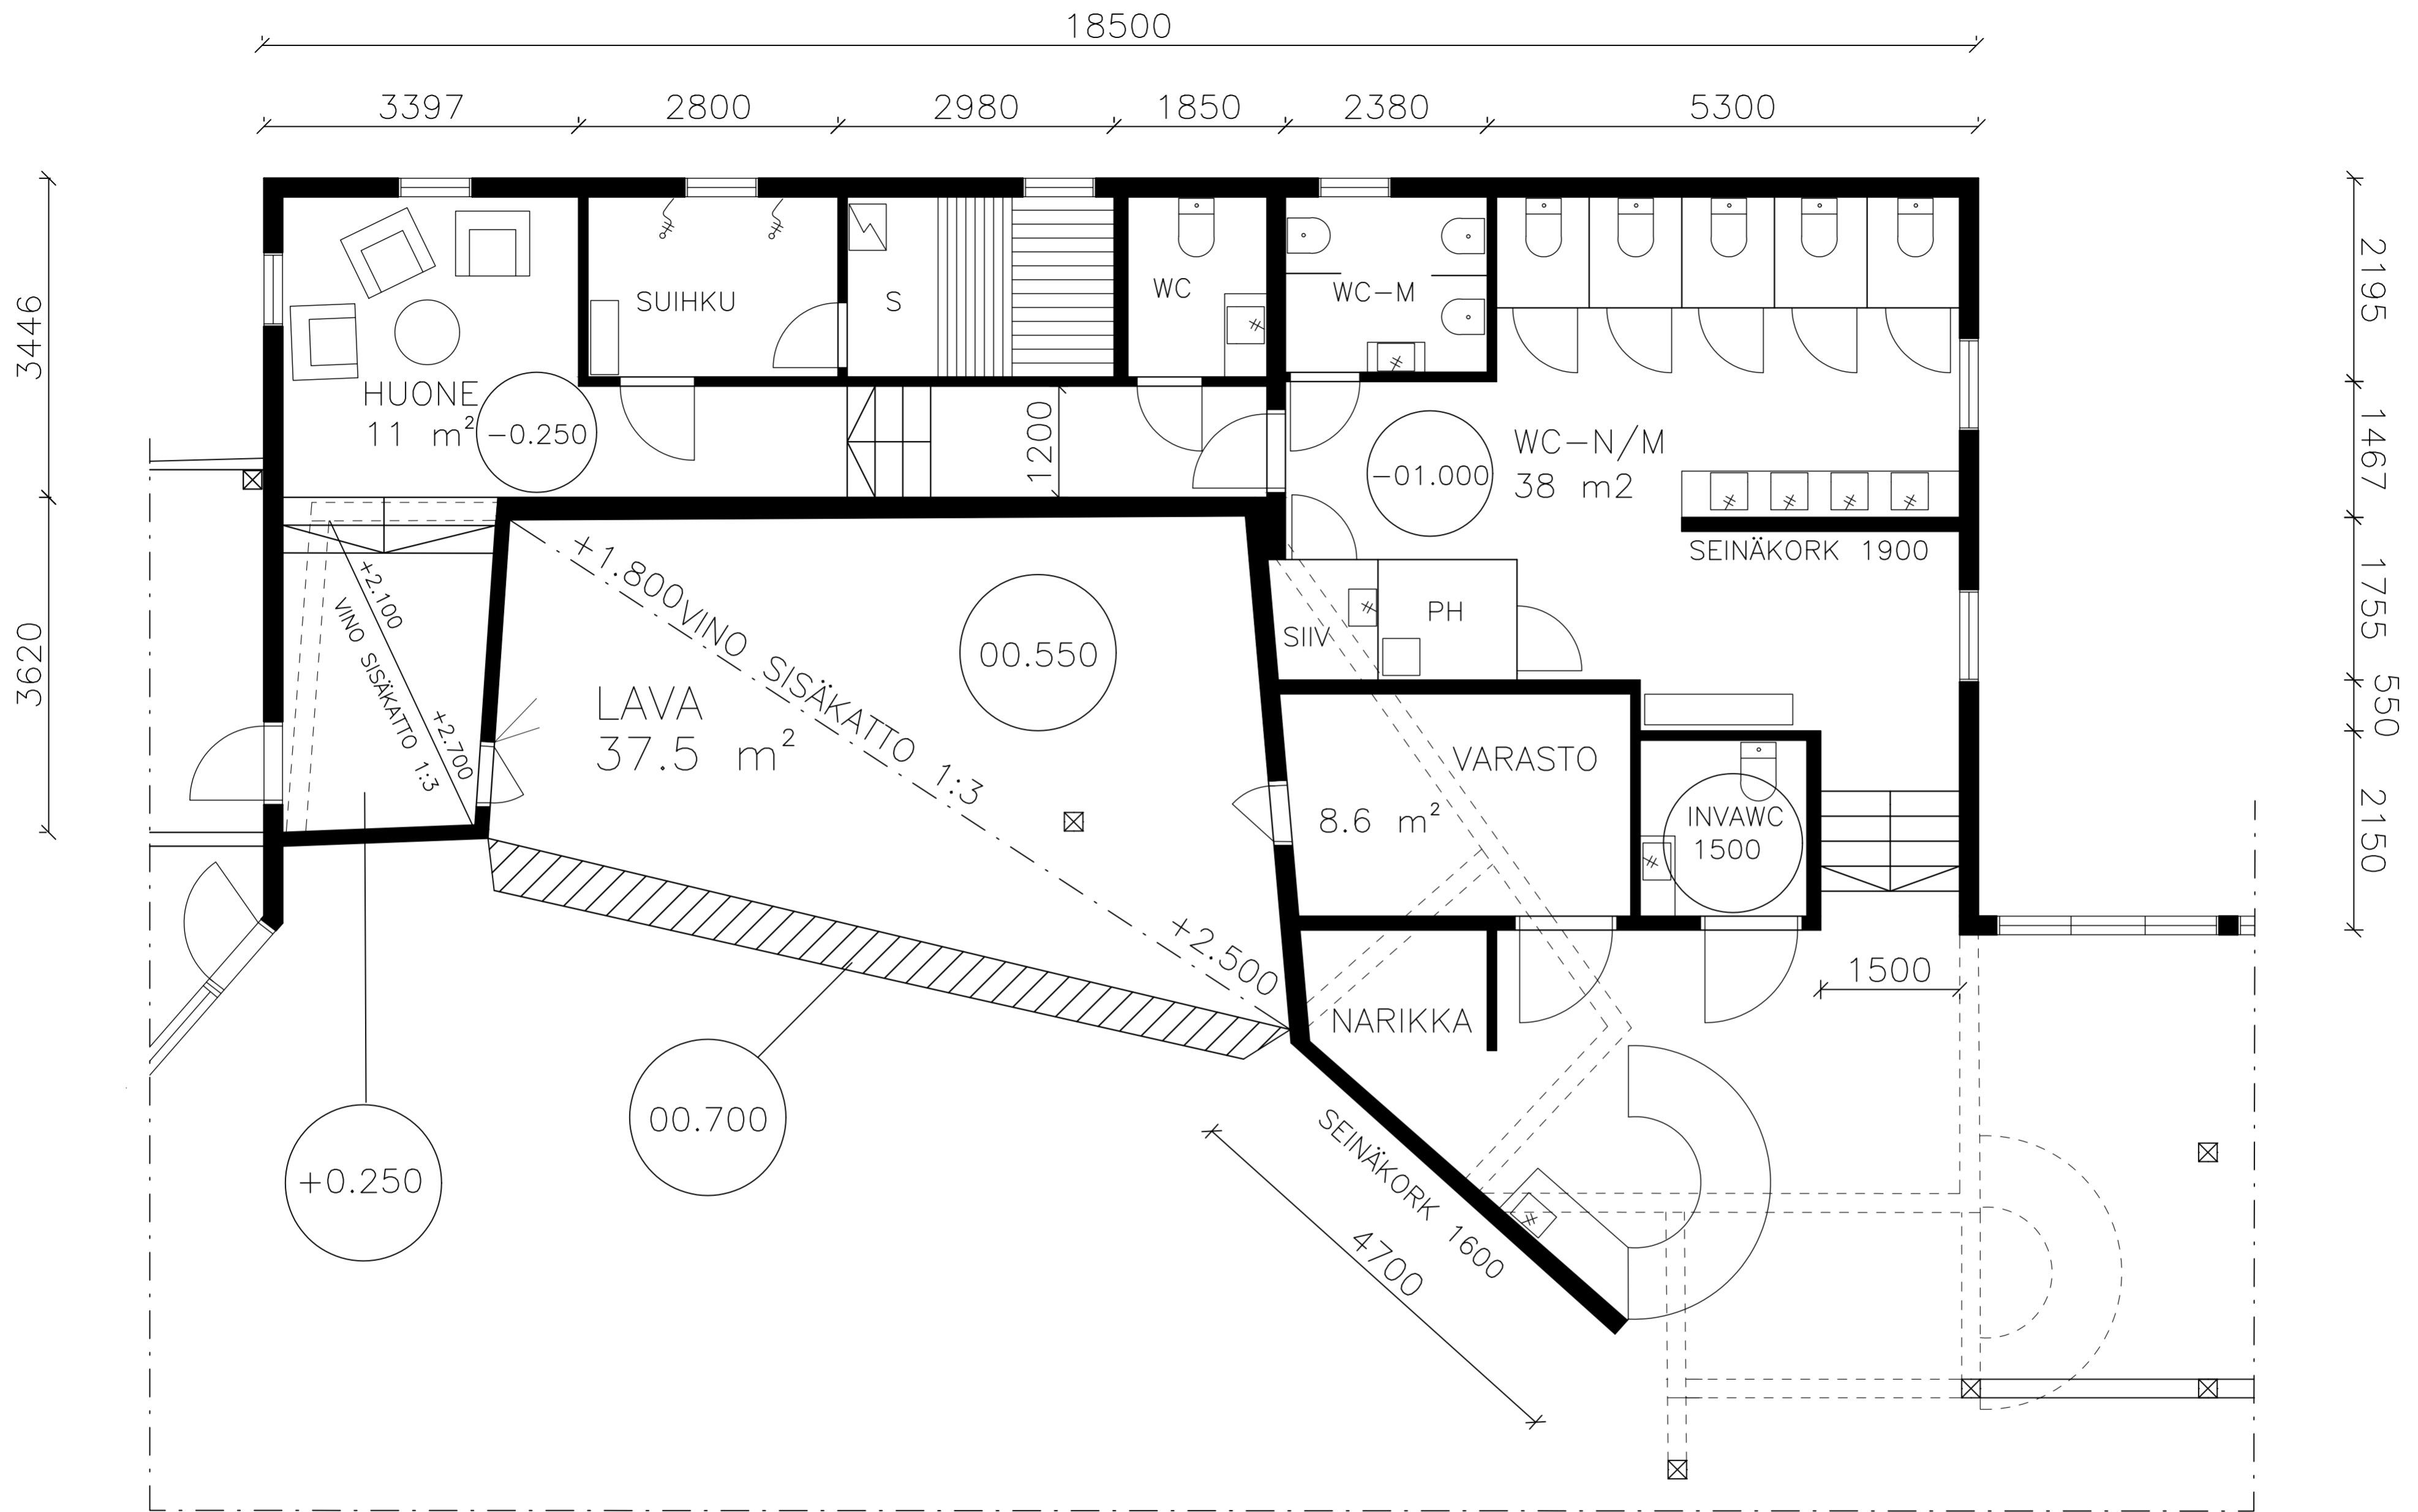 18500
3397
2800
2980
1850
2380
5300
3446
3620
2195
1467
1755
550
2150
SUIHKU
S
WC
WC-M
HUONE
11 m²
-0.250
1200
-01.000
WC-N/M
38 m2
SEINÄKORK 1900
+2.100
VINO SISÄKATTO 1:3
+2.700
+1.800VINO SISÄKATTO 1:3
+2.500
00.550
LAVA
37.5 m²
SIIV
PH
VARASTO
8.6 m²
INVAWC
1500
1500
NARIKKA
00.700
+0.250
SEINÄKORK 1600
4700